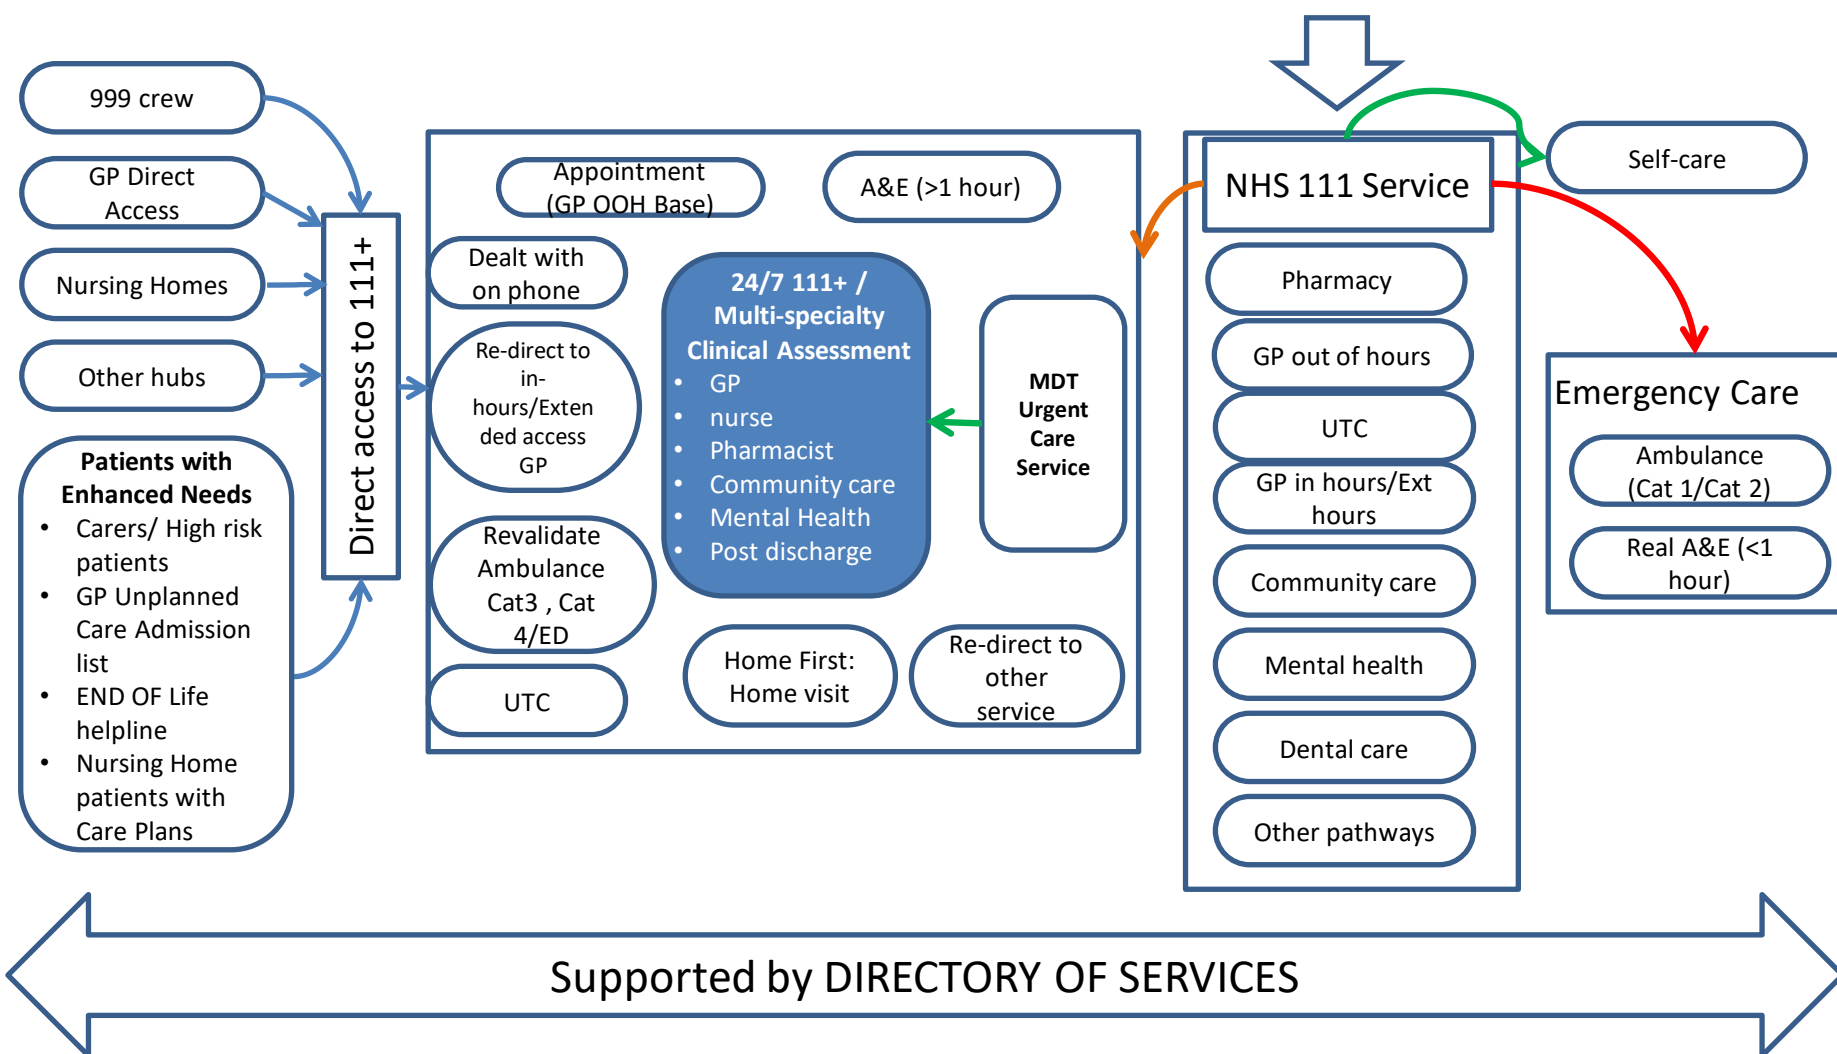 999 crew
GP Direct
Access
Nursing Homes
Other hubs
Patients with
Enhanced Needs
• Carers/ High risk
patients
• GP Unplanned
Care Admission
list
• END OF Life
helpline
• Nursing Home
patients with
Care Plans
Direct access to 111+
Appointment
(GP OOH Base)
A&E (>1 hour)
Dealt with
on phone
Re-direct to
in-
hours/Exten
ded access
GP
Revalidate
Ambulance
Cat3 , Cat
4/ED
UTC
24/7 111+ /
Multi-specialty
Clinical Assessment
• GP
• nurse
• Pharmacist
• Community care
• Mental Health
• Post discharge
MDT
Urgent
Care
Service
Home First:
Home visit
Re-direct to
other
service
NHS 111 Service
Pharmacy
GP out of hours
UTC
GP in hours/Ext
hours
Community care
Mental health
Dental care
Other pathways
Self-care
Emergency Care
Ambulance
(Cat 1/Cat 2)
Real A&E (<1
hour)
Supported by DIRECTORY OF SERVICES